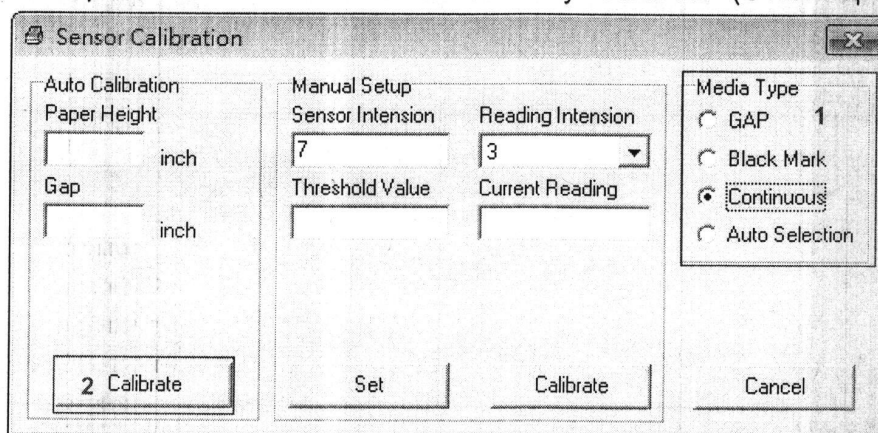 Sensor Calibration
Auto Calibration
Paper Height
inch
Gap
inch
2 Calibrate
Manual Setup
Sensor Intension
Reading Intension
7
3
Threshold Value
Current Reading
Set
Calibrate
Media Type
GAP 1
Black Mark
Continuous
Auto Selection
Cancel